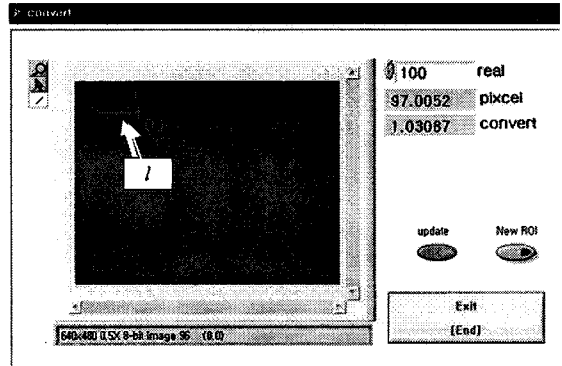 convert
100 real
97.0052 pixcel
1.03087 convert
l
update New ROI
640x480 0.5X 8-bit image 96 (0,0)
Exit
(End)